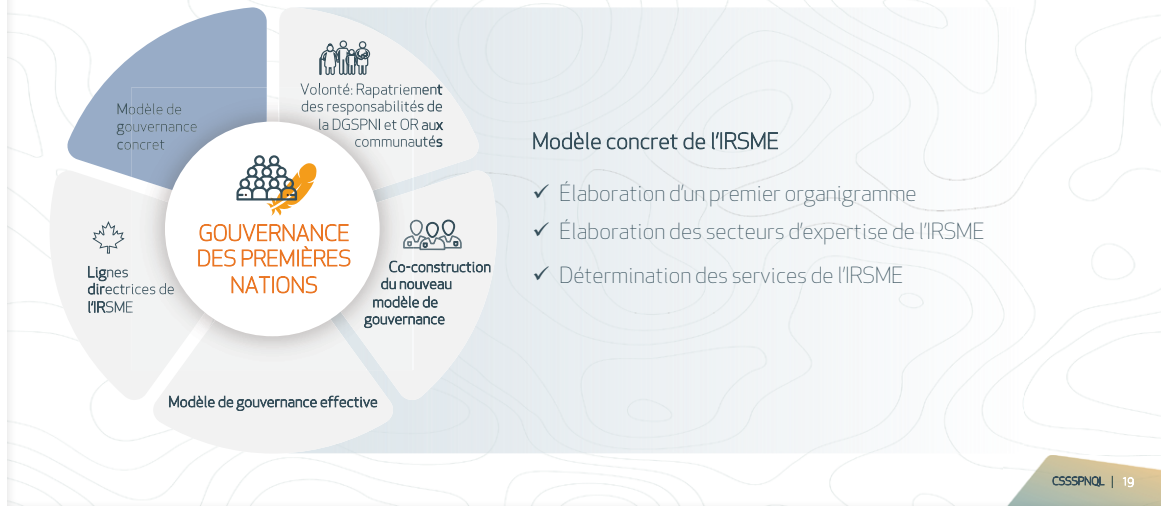 Volonté: Rapatriement
des responsabilités de
la DGSPNI et OR aux
communautés
Modèle de
gouvernance
concret
GOUVERNANCE
DES PREMIÈRES
NATIONS
Lignes
directrices de
l'IRSME
Co-construction
du nouveau
modèle de
gouvernance
Modèle de gouvernance effective
Modèle concret de l'IRSME
✓ Élaboration d'un premier organigramme
✓ Élaboration des secteurs d'expertise de l'IRSME
✓ Détermination des services de l'IRSME
CSSSPNQL | 19